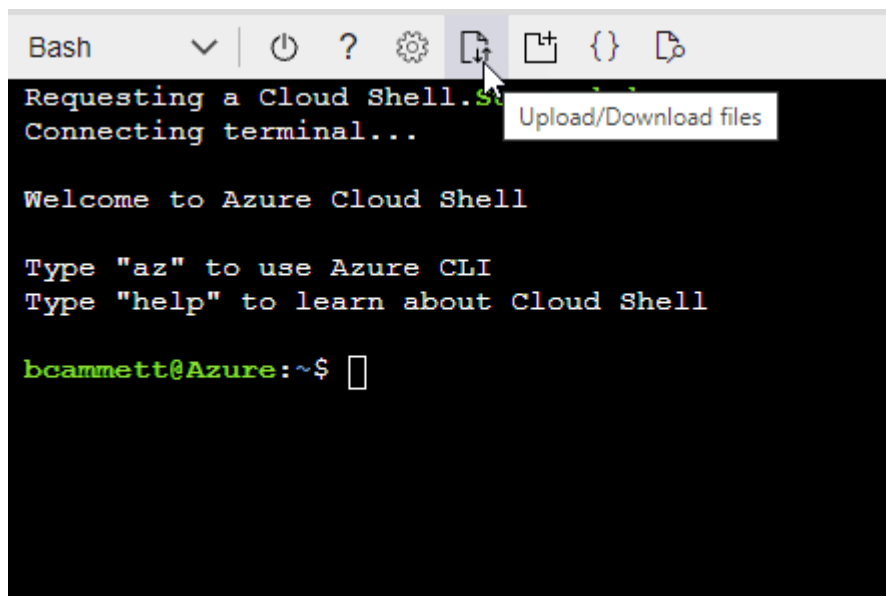 Bash
?
{}
Requesting a Cloud Shell.
Upload/Download files
Connecting terminal...
Welcome to Azure Cloud Shell
Type "az" to use Azure CLI
Type "help" to learn about Cloud Shell
bcammett@Azure:~$